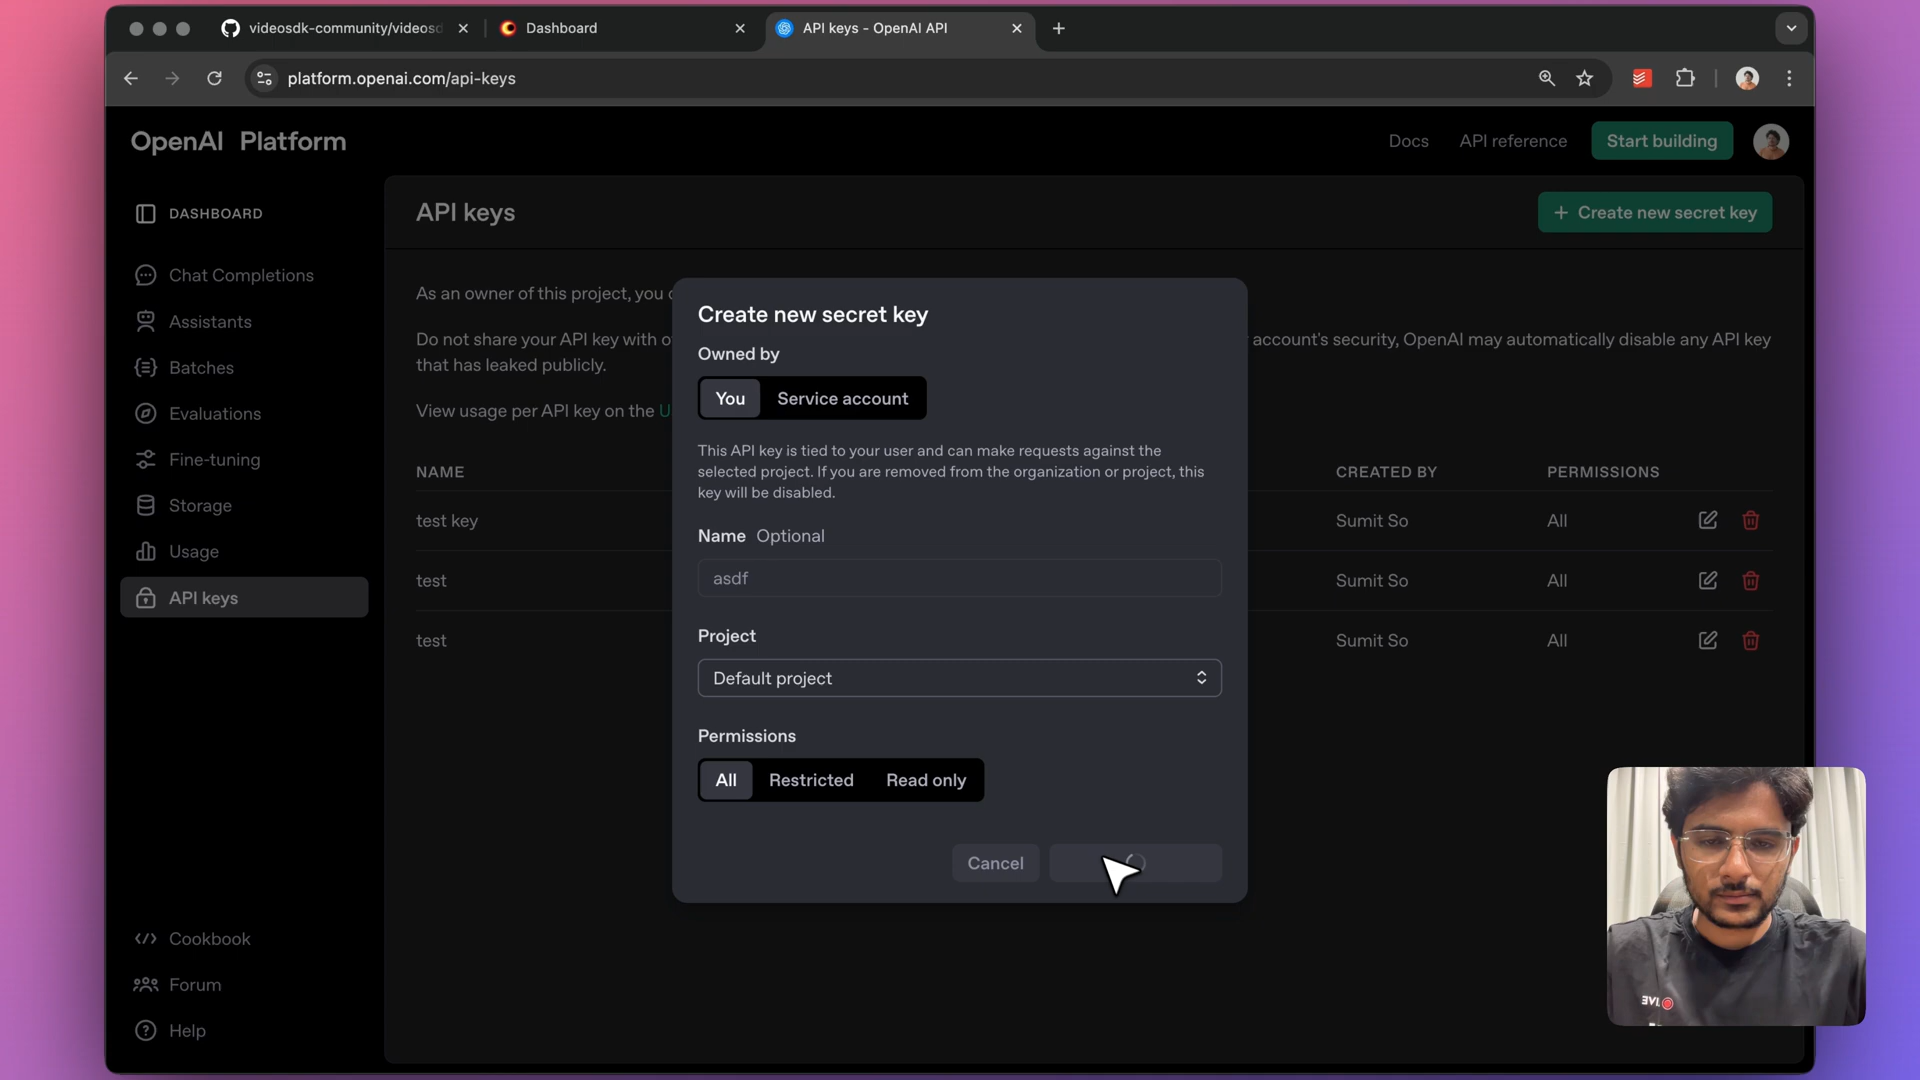 videosdk-community/videosd
Dashboard
API keys - OpenAI API
platform.openai.com/api-keys
OpenAI Platform
Docs
API reference
Start building
DASHBOARD
Chat Completions
Assistants
Batches
Evaluations
Fine-tuning
Storage
Usage
API keys
Cookbook
Forum
Help
API keys
+ Create new secret key
As an owner of this project, you
Do not share your API key with
account's security, OpenAI may automatically disable any API key
that has leaked publicly.
View usage per API key on the
NAME
CREATED BY
PERMISSIONS
test key
Sumit So
All
test
Sumit So
All
test
Sumit So
All
Create new secret key
Owned by
You
Service account
This API key is tied to your user and can make requests against the
selected project. If you are removed from the organization or project, this
key will be disabled.
Name Optional
asdf
Project
Default project
Permissions
All
Restricted
Read only
Cancel